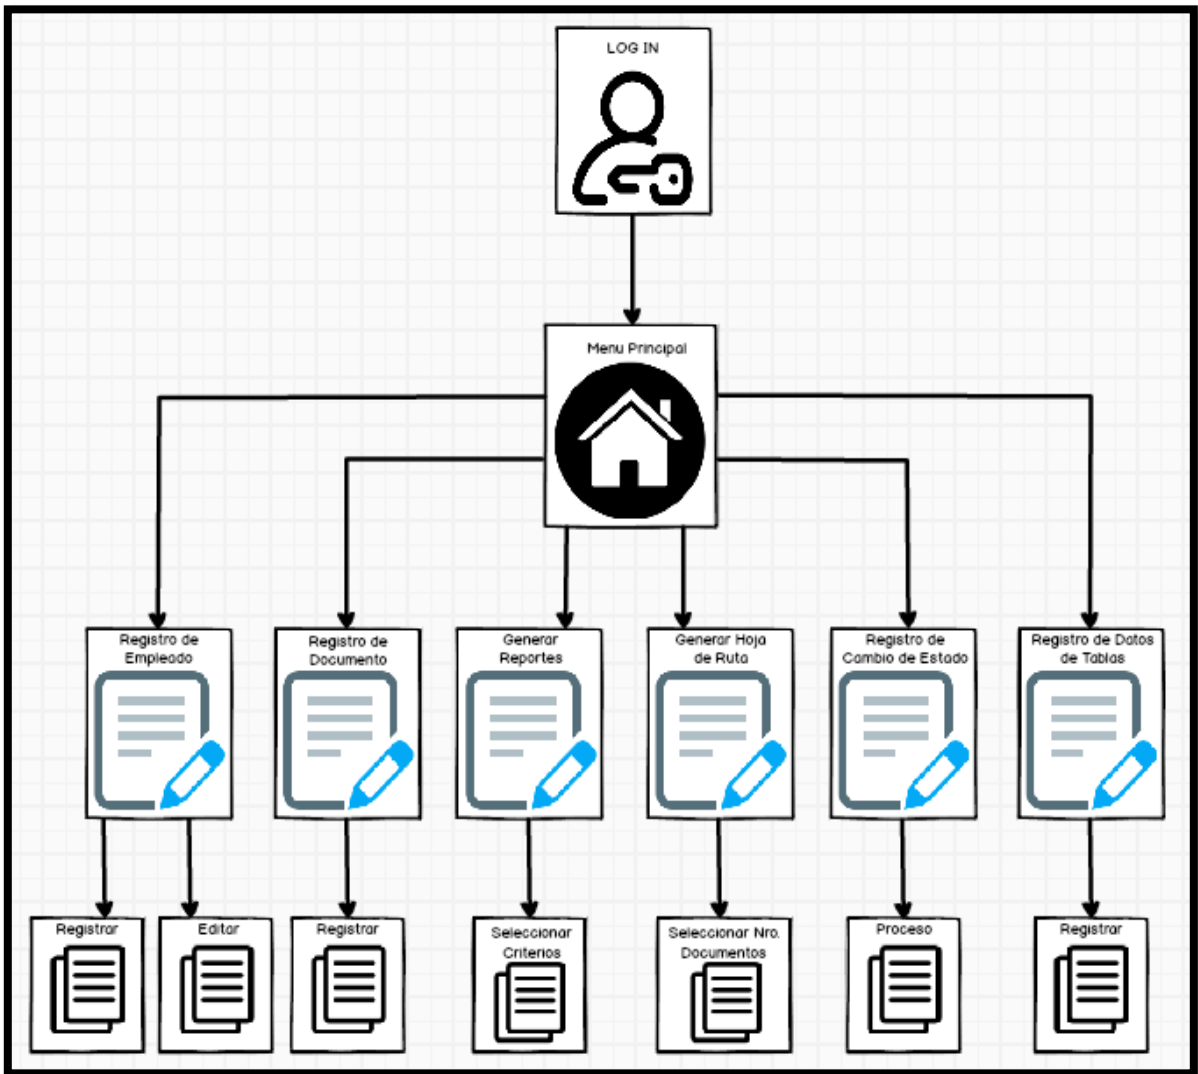 LOG IN
Menu Principal
Registro de
Empleado
Registro de
Documento
Generar
Reportes
Generar Hoja
de Ruta
Registro de
Cambio de Estado
Registro de Datos
de Tablas
Registrar
Editar
Registrar
Seleccionar
Criterios
Seleccionar Nro.
Documentos
Proceso
Registrar